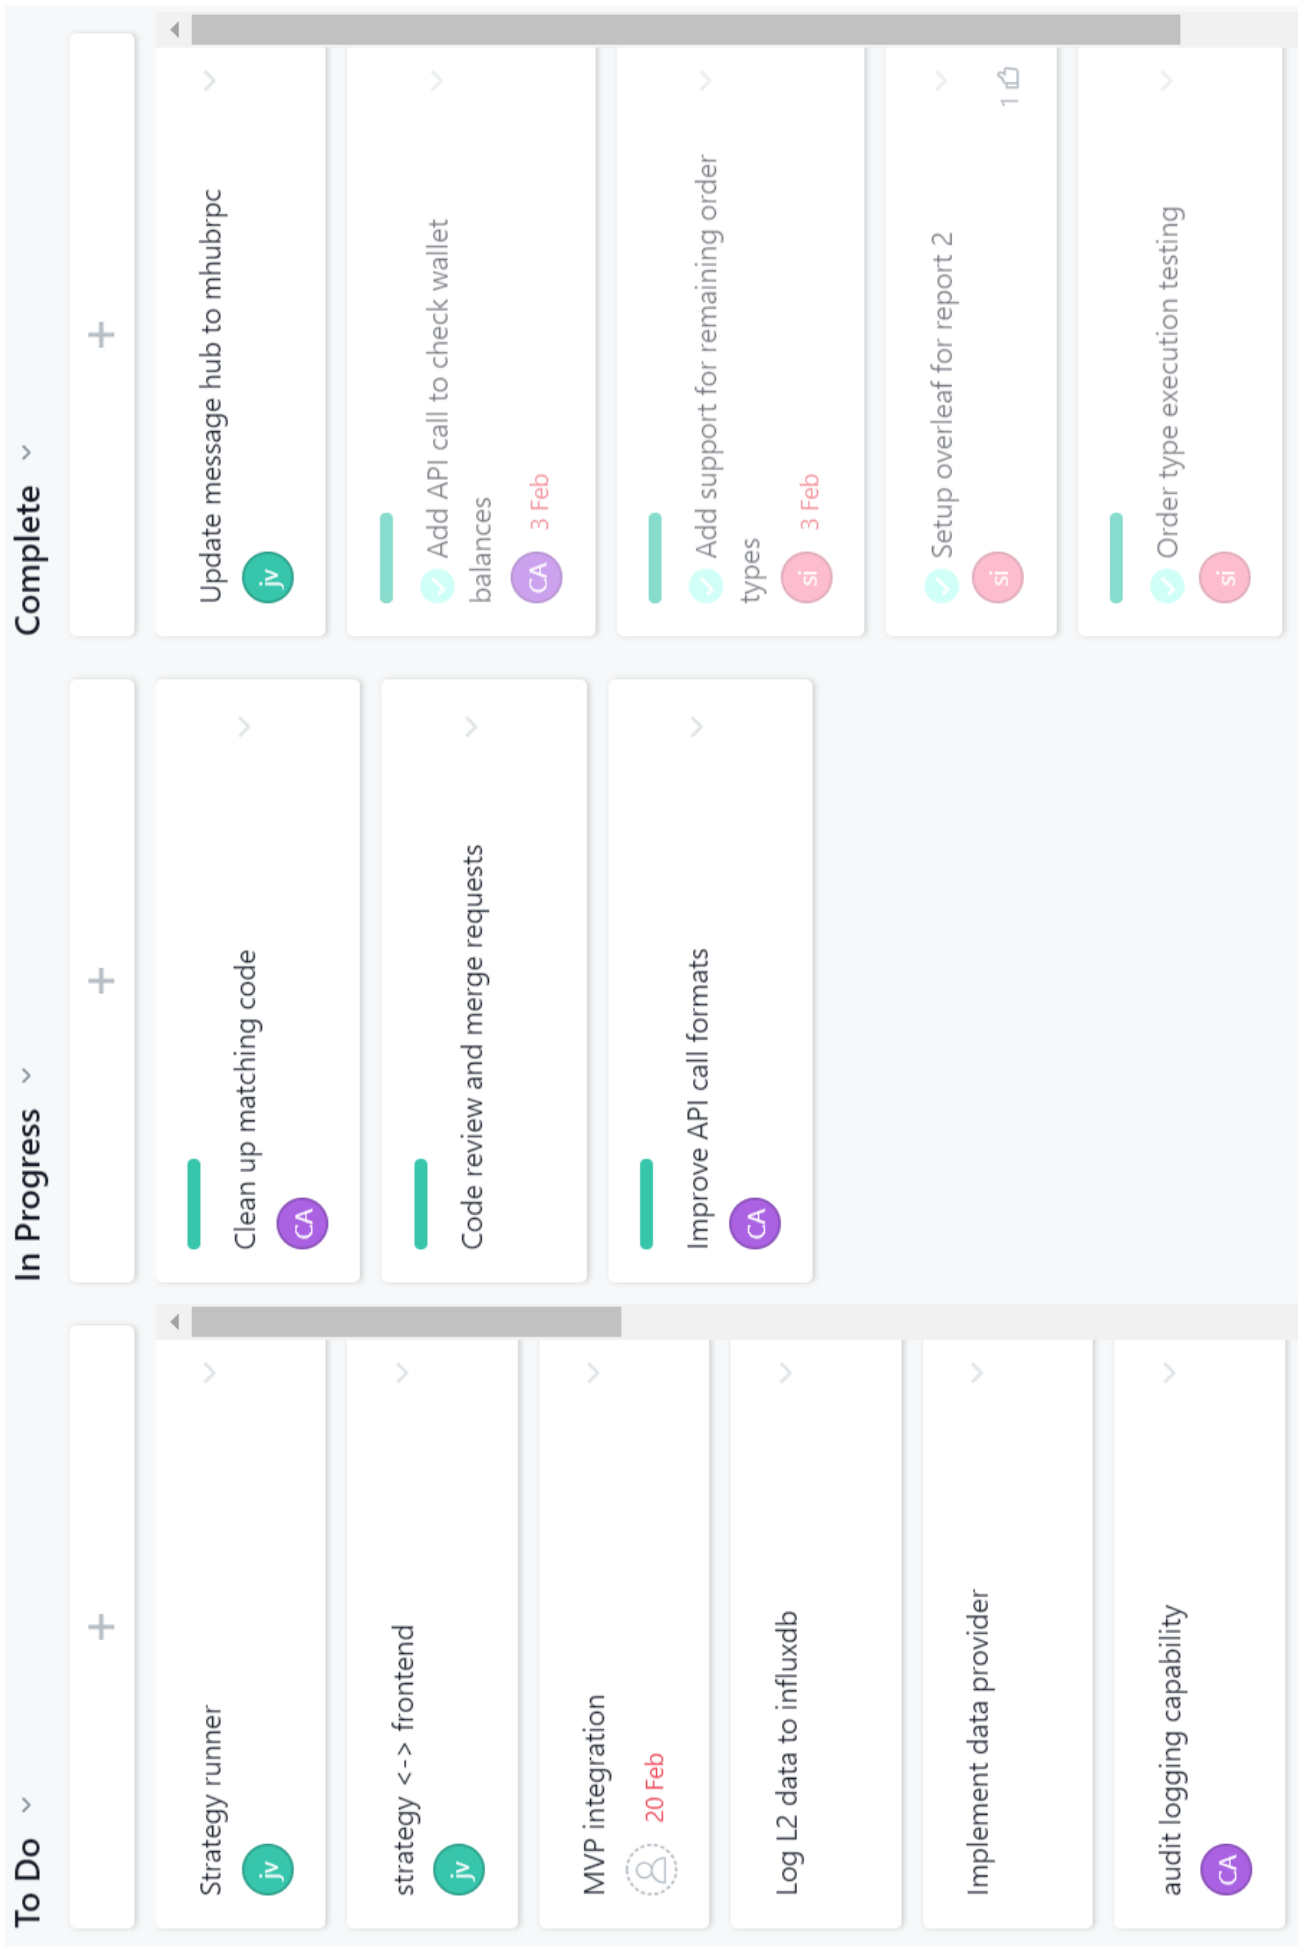 To Do
+
Strategy runner
jv
strategy <-> frontend
jv
MVP integration
20 Feb
Log L2 data to influxdb
Implement data provider
audit logging capability
CA
In Progress
+
Clean up matching code
CA
Code review and merge requests
Improve API call formats
CA
Complete
+
Update message hub to mhubrpc
jv
Add API call to check wallet
balances
CA 3 Feb
Add support for remaining order
types
si 3 Feb
Setup overleaf for report 2
si 1
Order type execution testing
si